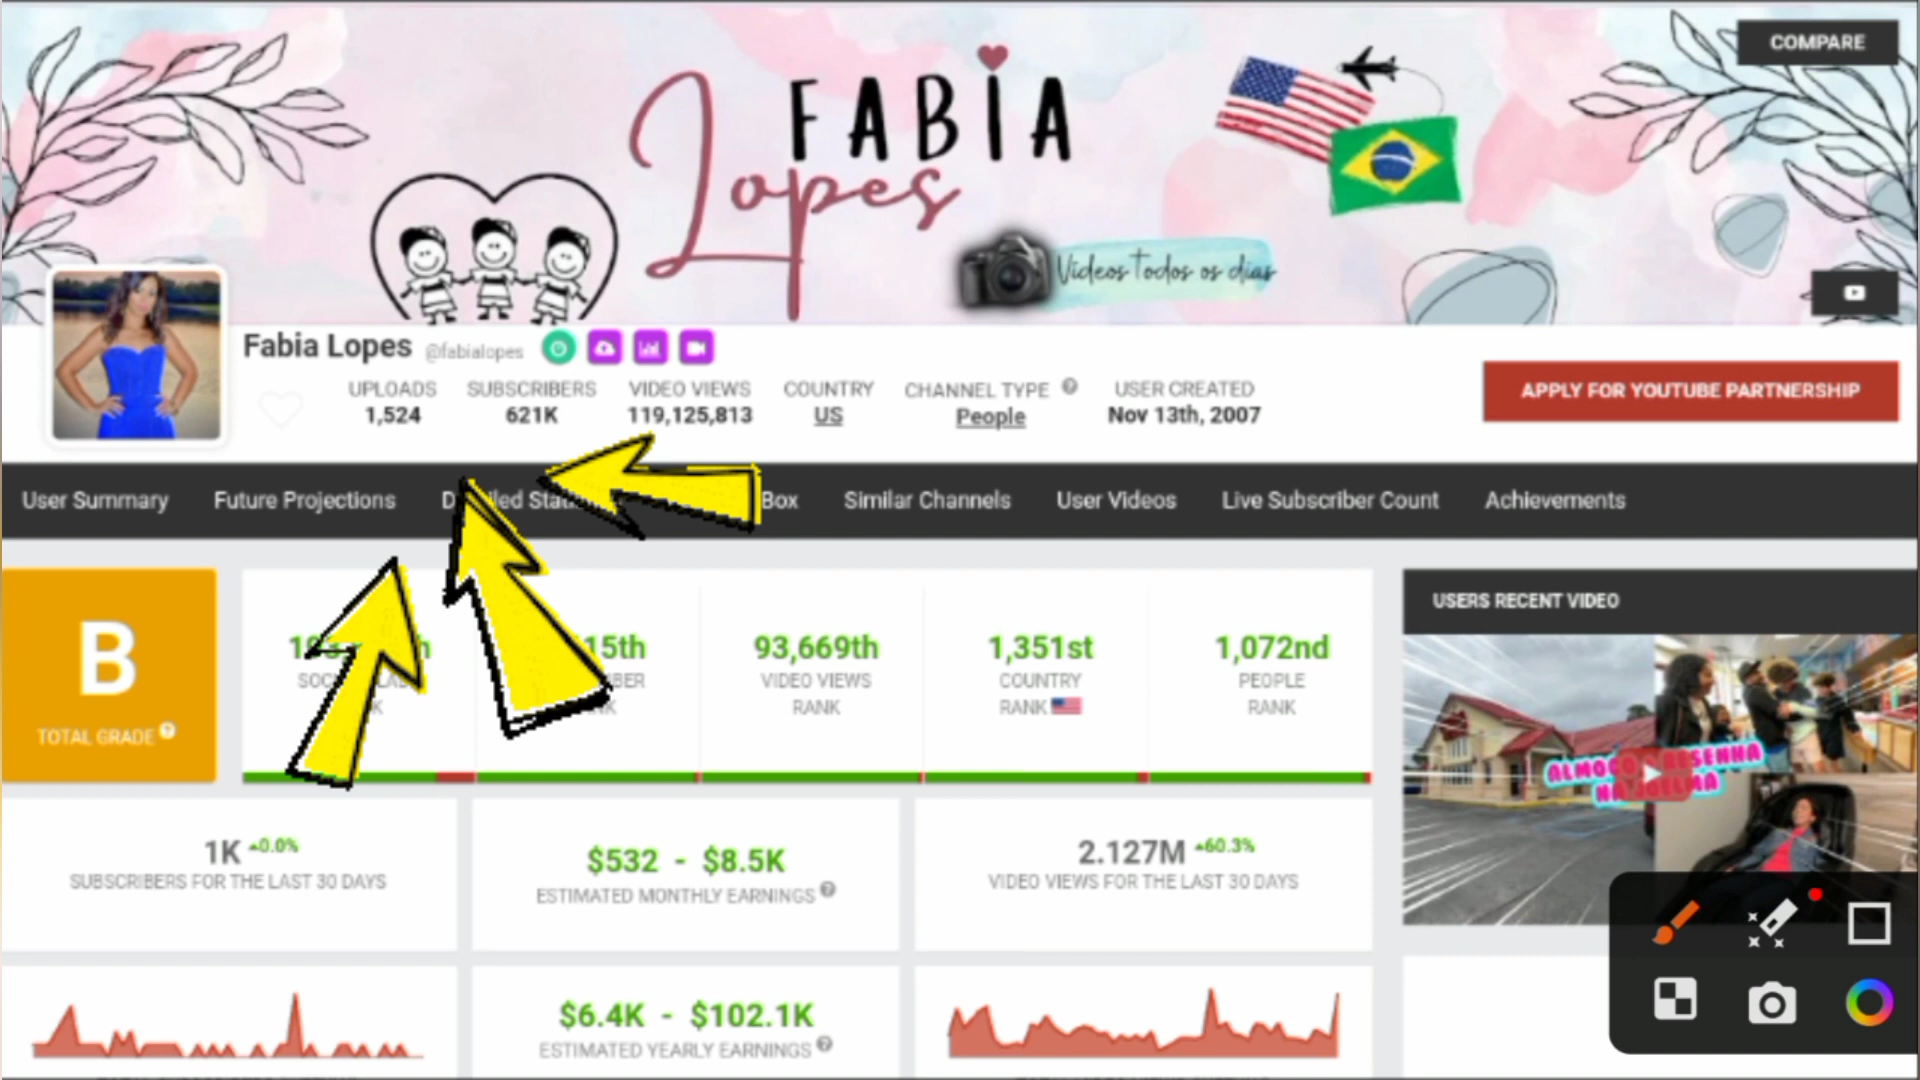 COMPARE
FABIA
Lopes
Vídeos Todos os dias
Fabia Lopes @fabialopes
UPLOADS SUBSCRIBERS VIDEO VIEWS COUNTRY CHANNEL TYPE USER CREATED
1,524 621K 119,125,813 US People Nov 13th, 2007
APPLY FOR YOUTUBE PARTNERSHIP
User Summary Future Projections Box Similar Channels User Videos Live Subscriber Count Achievements
USERS RECENT VIDEO
B
TOTAL GRADE
93,669th 1,351st 1,072nd
VIDEO VIEWS COUNTRY PEOPLE
RANK RANK RANK
ALMOÇO
NA JOELMA
1K 0.0%
SUBSCRIBERS FOR THE LAST 30 DAYS
$532 - $8.5K
ESTIMATED MONTHLY EARNINGS
2.127M 60.3%
VIDEO VIEWS FOR THE LAST 30 DAYS
$6.4K - $102.1K
ESTIMATED YEARLY EARNINGS